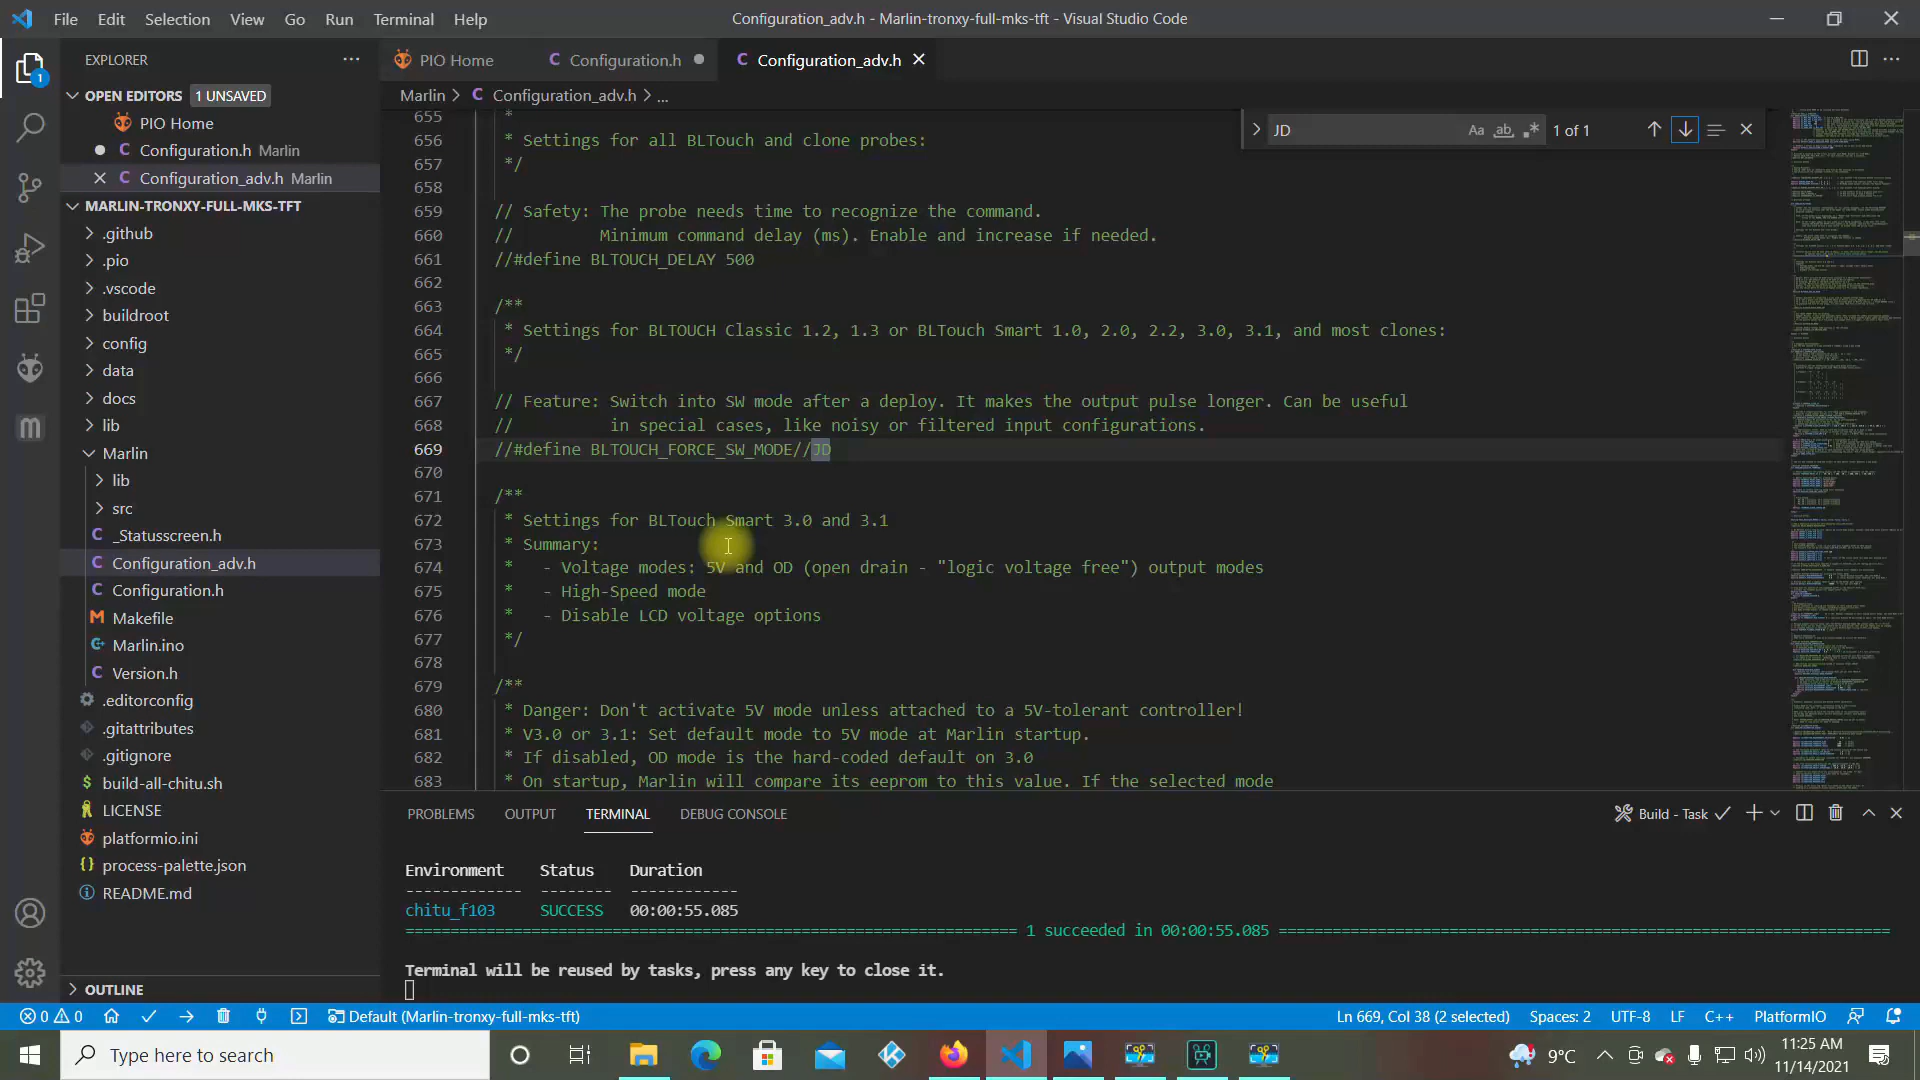 File Edit Selection View Go Run Terminal Help
Configuration_adv.h - Marlin-tronxy-full-mks-tft - Visual Studio Code
EXPLORER
1
OPEN EDITORS 1 UNSAVED
PIO Home
Configuration.h Marlin
Configuration_adv.h Marlin
MARLIN-TRONXY-FULL-MKS-TFT
.github
.pio
.vscode
buildroot
config
data
docs
lib
Marlin
lib
src
_Statusscreen.h
Configuration_adv.h
Configuration.h
Makefile
Marlin.ino
Version.h
.editorconfig
.gitattributes
.gitignore
build-all-chitu.sh
LICENSE
platformio.ini
process-palette.json
README.md
OUTLINE
PIO Home Configuration.h Configuration_adv.h
Marlin > Configuration_adv.h > ...
JD Aa ab 1 of 1
655 *
656 * Settings for all BLTouch and clone probes:
657 */
658
659 // Safety: The probe needs time to recognize the command.
660 // Minimum command delay (ms). Enable and increase if needed.
661 //#define BLTOUCH_DELAY 500
662
663 /**
664 * Settings for BLTOUCH Classic 1.2, 1.3 or BLTouch Smart 1.0, 2.0, 2.2, 3.0, 3.1, and most clones:
665 */
666
667 // Feature: Switch into SW mode after a deploy. It makes the output pulse longer. Can be useful
668 // in special cases, like noisy or filtered input configurations.
669 //#define BLTOUCH_FORCE_SW_MODE//JD
670
671 /**
672 * Settings for BLTouch Smart 3.0 and 3.1
673 * Summary:
674 * - Voltage modes: 5V and OD (open drain - "logic voltage free") output modes
675 * - High-Speed mode
676 * - Disable LCD voltage options
677 */
678
679 /**
680 * Danger: Don't activate 5V mode unless attached to a 5V-tolerant controller!
681 * V3.0 or 3.1: Set default mode to 5V mode at Marlin startup.
682 * If disabled, OD mode is the hard-coded default on 3.0
683 * On startup, Marlin will compare its eeprom to this value. If the selected mode
PROBLEMS OUTPUT TERMINAL DEBUG CONSOLE
Build - Task
Environment Status Duration
------------- -------- ------------
chitu_f103 SUCCESS 00:00:55.085
=============================================================== 1 succeeded in 00:00:55.085 ===============================================================
Terminal will be reused by tasks, press any key to close it.
0 0 Default (Marlin-tronxy-full-mks-tft)
Ln 669, Col 38 (2 selected) Spaces: 2 UTF-8 LF C++ PlatformIO
Type here to search
9°C
11:25 AM
11/14/2021